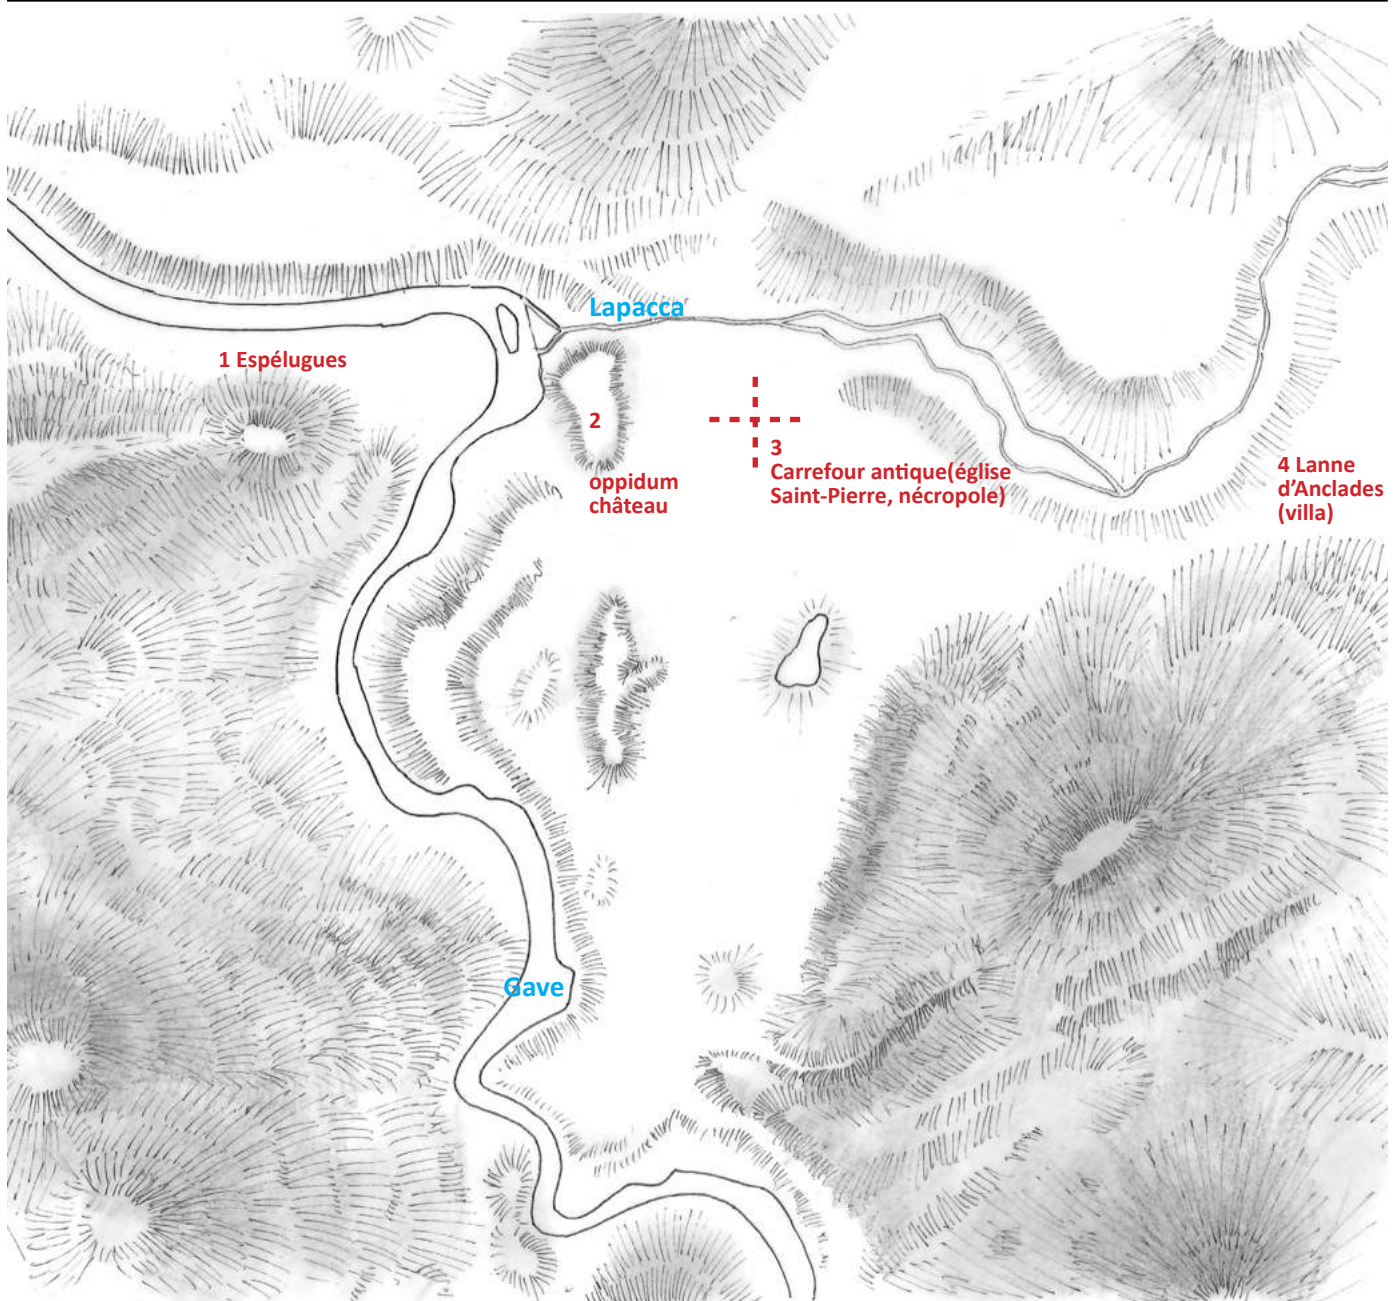 Lapacca
1 Espélugues
2
oppidum
château
3
Carrefour antique(église
Saint-Pierre, nécropole)
4 Lanne
d'Anclades
(villa)
Gave